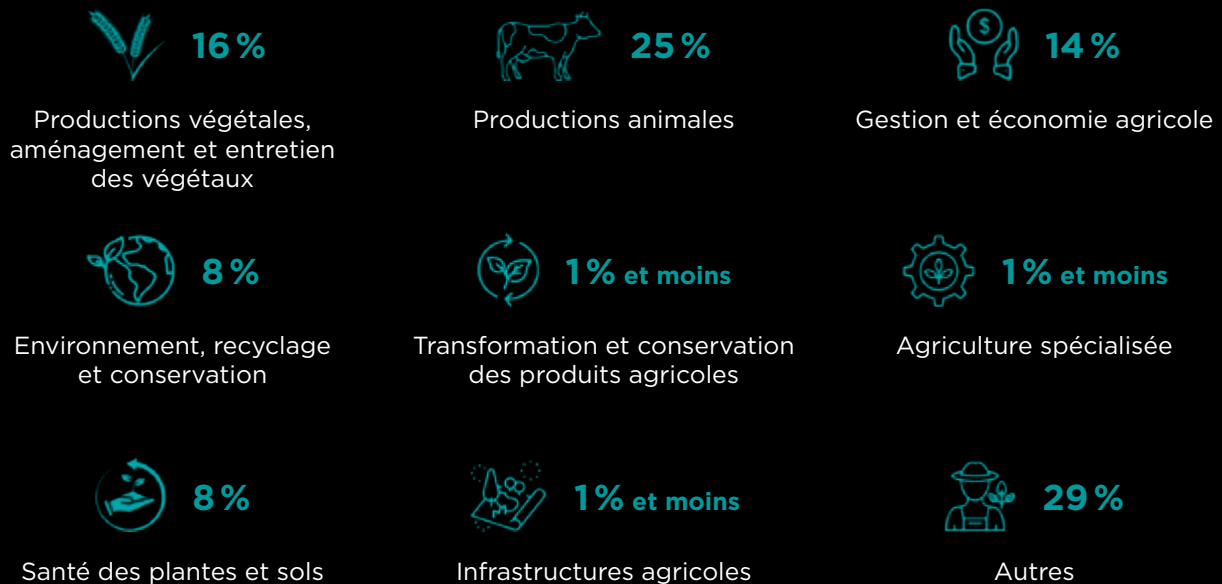 16 %
Productions végétales,
aménagement et entretien
des végétaux
25 %
Productions animales
$
14 %
Gestion et économie agricole
8 %
Environnement, recyclage
et conservation
1 % et moins
Transformation et conservation
des produits agricoles
1 % et moins
Agriculture spécialisée
8 %
Santé des plantes et sols
1 % et moins
Infrastructures agricoles
29 %
Autres